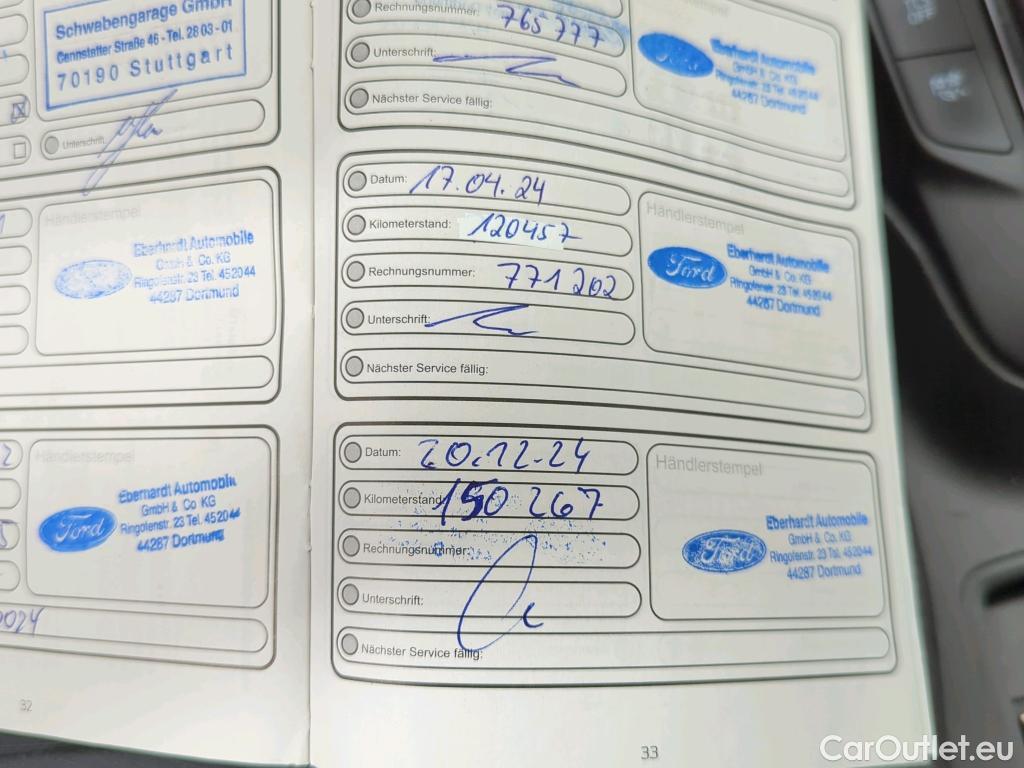 Schwabengarage GmbH
Cannstatter Straße 46 - Tel. 28 03-01
70190 Stuttgart
Unterschrift:
Händlerstempel
Eberhardt Automobile
GmbH & Co. KG
Ringofenstr. 23 Tel. 452044
44287 Dortmund
Händlerstempel
Eberhardt Automobile
GmbH & Co. KG
Ford
Ringofenstr. 23 Tel. 452044
44287 Dortmund
32
Rechnungsnummer: 765777
Unterschrift:
Nächster Service fällig:
Ford
Eberhardt Automobile
GmbH & Co. KG
Ringofenstr. 23 Tel. 452044
44287 Dortmund
Datum: 17.04.24
Kilometerstand: 120457
Rechnungsnummer: 771202
Unterschrift:
Nächster Service fällig:
Händlerstempel
Ford
Eberhardt Automobile
GmbH & Co. KG
Ringofenstr. 23 Tel. 452044
44287 Dortmund
Datum: 20.12.24
Kilometerstand: 150267
Rechnungsnummer:
Unterschrift:
Nächster Service fällig:
Händlerstempel
Ford
Eberhardt Automobile
GmbH & Co. KG
Ringofenstr. 23 Tel. 452044
44287 Dortmund
33
OFF
CarOutlet.eu